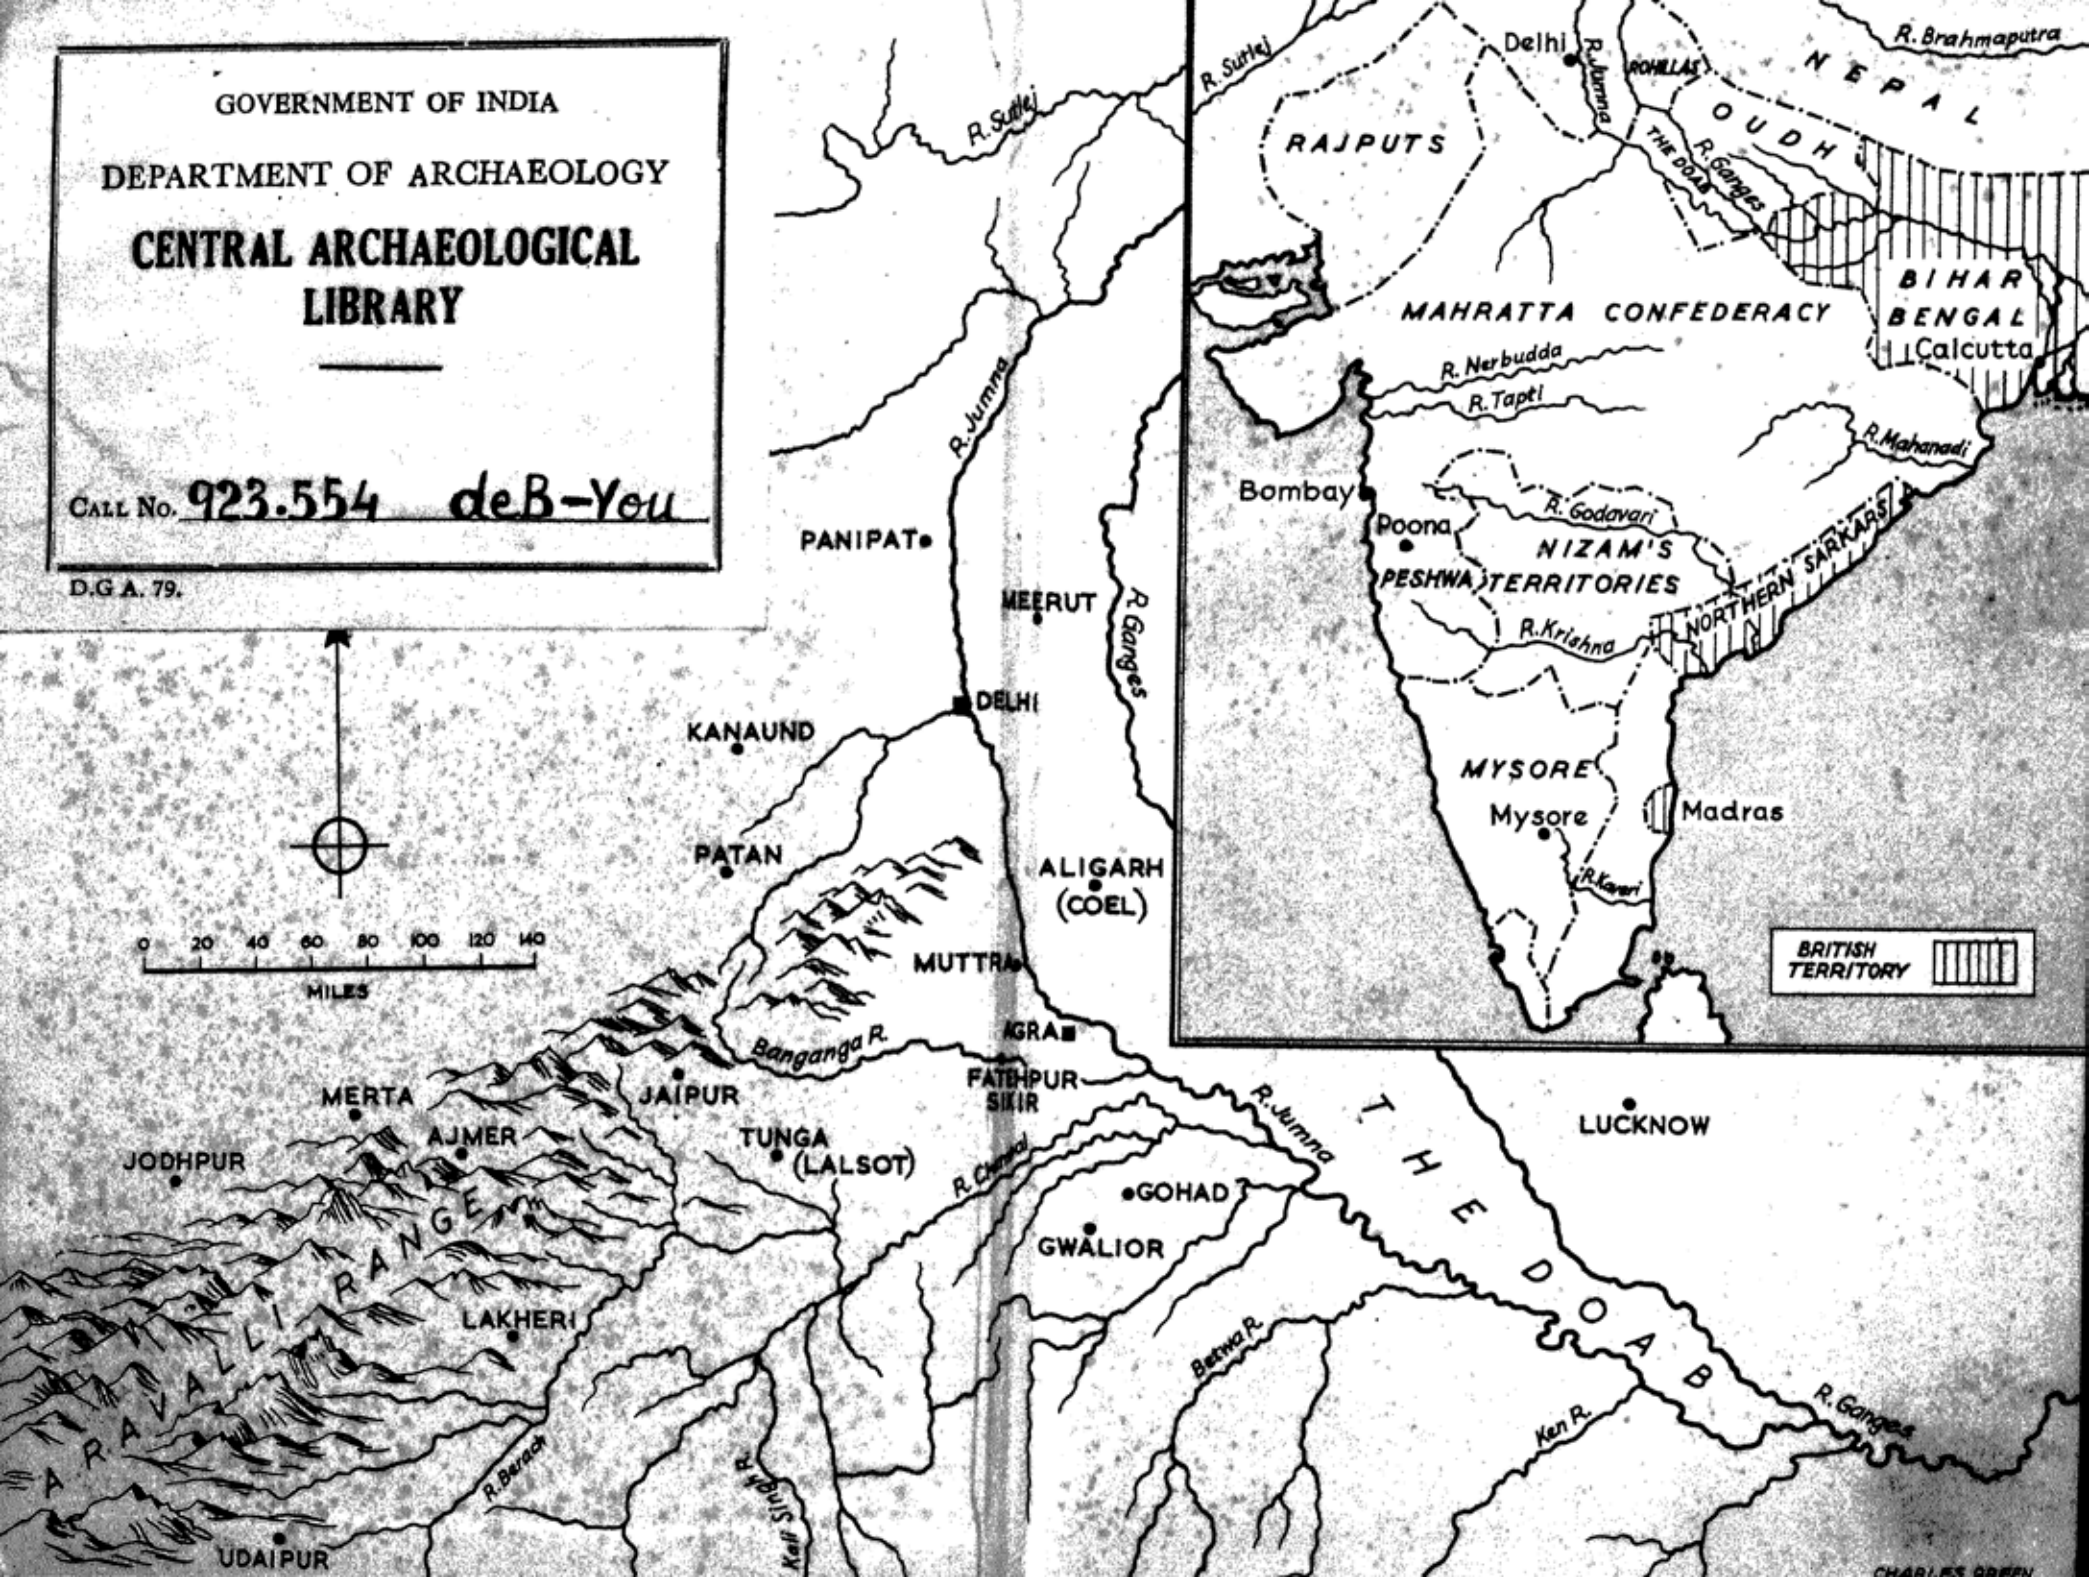 GOVERNMENT OF INDIA
DEPARTMENT OF ARCHAEOLOGY
CENTRAL ARCHAEOLOGICAL
LIBRARY
CALL No. 923.554 deB-You
D.G A. 79.
R. Sutlej
R. Jumna
PANIPAT
MEERUT
R. Ganges
DELHI
KANAUND
PATAN
ALIGARH
(COEL)
MUTTRA
0 20 40 60 80 100 120 140
MILES
AGRA
Banganga R.
FATEHPUR
SIKIR
MERTA
JAIPUR
AJMER
TUNGA
(LALSOT)
JODHPUR
R. Chambal
R. Jumna
THE DOAB
LUCKNOW
GOHAD
GWALIOR
ARAVALLI RANGE
LAKHERI
Betwa R.
Ken R.
R. Ganges
R. Berach
Kali Singh R.
UDAIPUR
CHARLES GREEN
R. Sutlej
Delhi
R. Jumna
ROHILLAS
R. Brahmaputra
NEPAL
OUDH
RAJPUTS
THE DOAB
R. Ganges
BIHAR
BENGAL
Calcutta
MAHRATTA CONFEDERACY
R. Nerbudda
R. Tapti
R. Mahanadi
Bombay
Poona
R. Godavari
NIZAM'S
TERRITORIES
PESHWA
NORTHERN SARKARS
R. Krishna
MYSORE
Mysore
Madras
R. Kaveri
BRITISH
TERRITORY